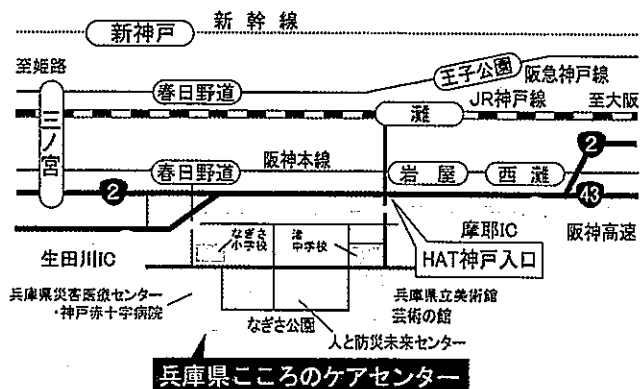 新幹線
新神戸
至姫路
王子公園
阪急神戸線
春日野道
JR神戸線
至大阪
三ノ宮
灘
2
阪神本線
春日野道
岩屋
西灘
2
43
生田川IC
なぎさ
小学校
渚
中学校
摩耶IC
阪神高速
HAT神戸入口
兵庫県災害医療センター
・神戸赤十字病院
兵庫県立美術館
芸術の館
なぎさ公園
人と防災未来センター
兵庫県こころのケアセンター